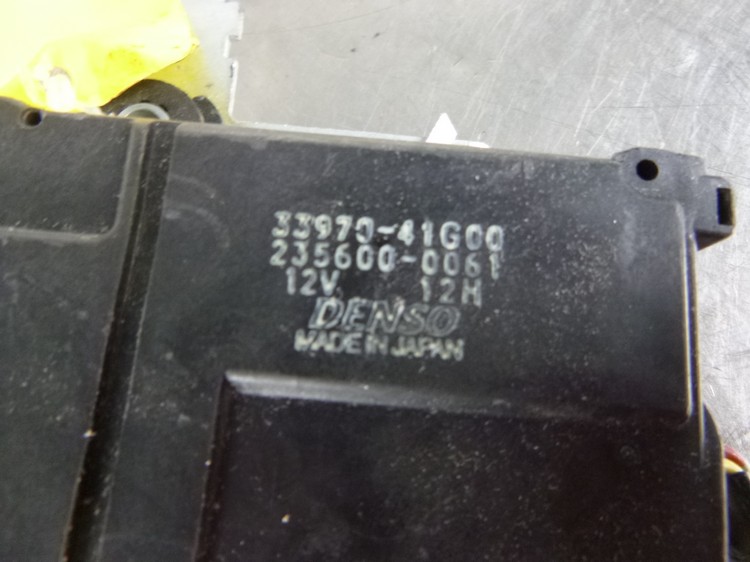 33970-41G00
235600-0061
12V 12H
DENSO
MADE IN JAPAN